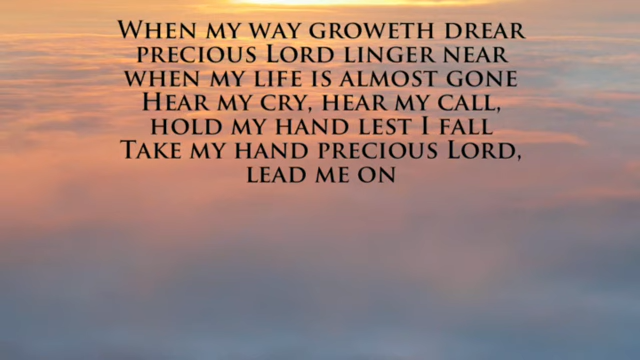 When my way groweth drear
precious Lord linger near
when my life is almost gone
Hear my cry, hear my call,
hold my hand lest I fall
Take my hand precious Lord,
lead me on